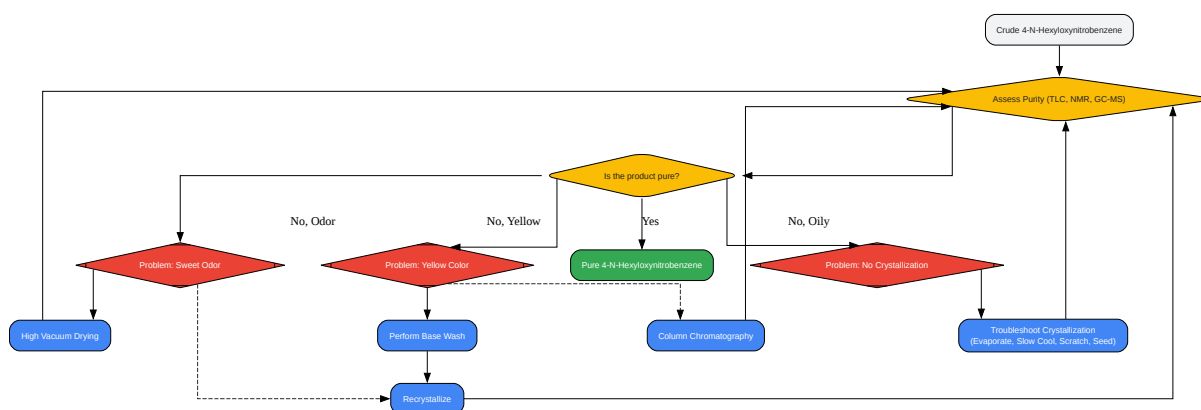 Crude 4-N-Hexyloxynitrobenzene
Assess Purity (TLC, NMR, GC-MS)
Is the product pure?
No, Odor
No, Yellow
Yes
No, Oily
Problem: Sweet Odor
Problem: Yellow Color
Pure 4-N-Hexyloxynitrobenzene
Problem: No Crystallization
High Vacuum Drying
Perform Base Wash
Column Chromatography
Troubleshoot Crystallization
(Evaporate, Slow Cool, Scratch, Seed)
Recrystallize